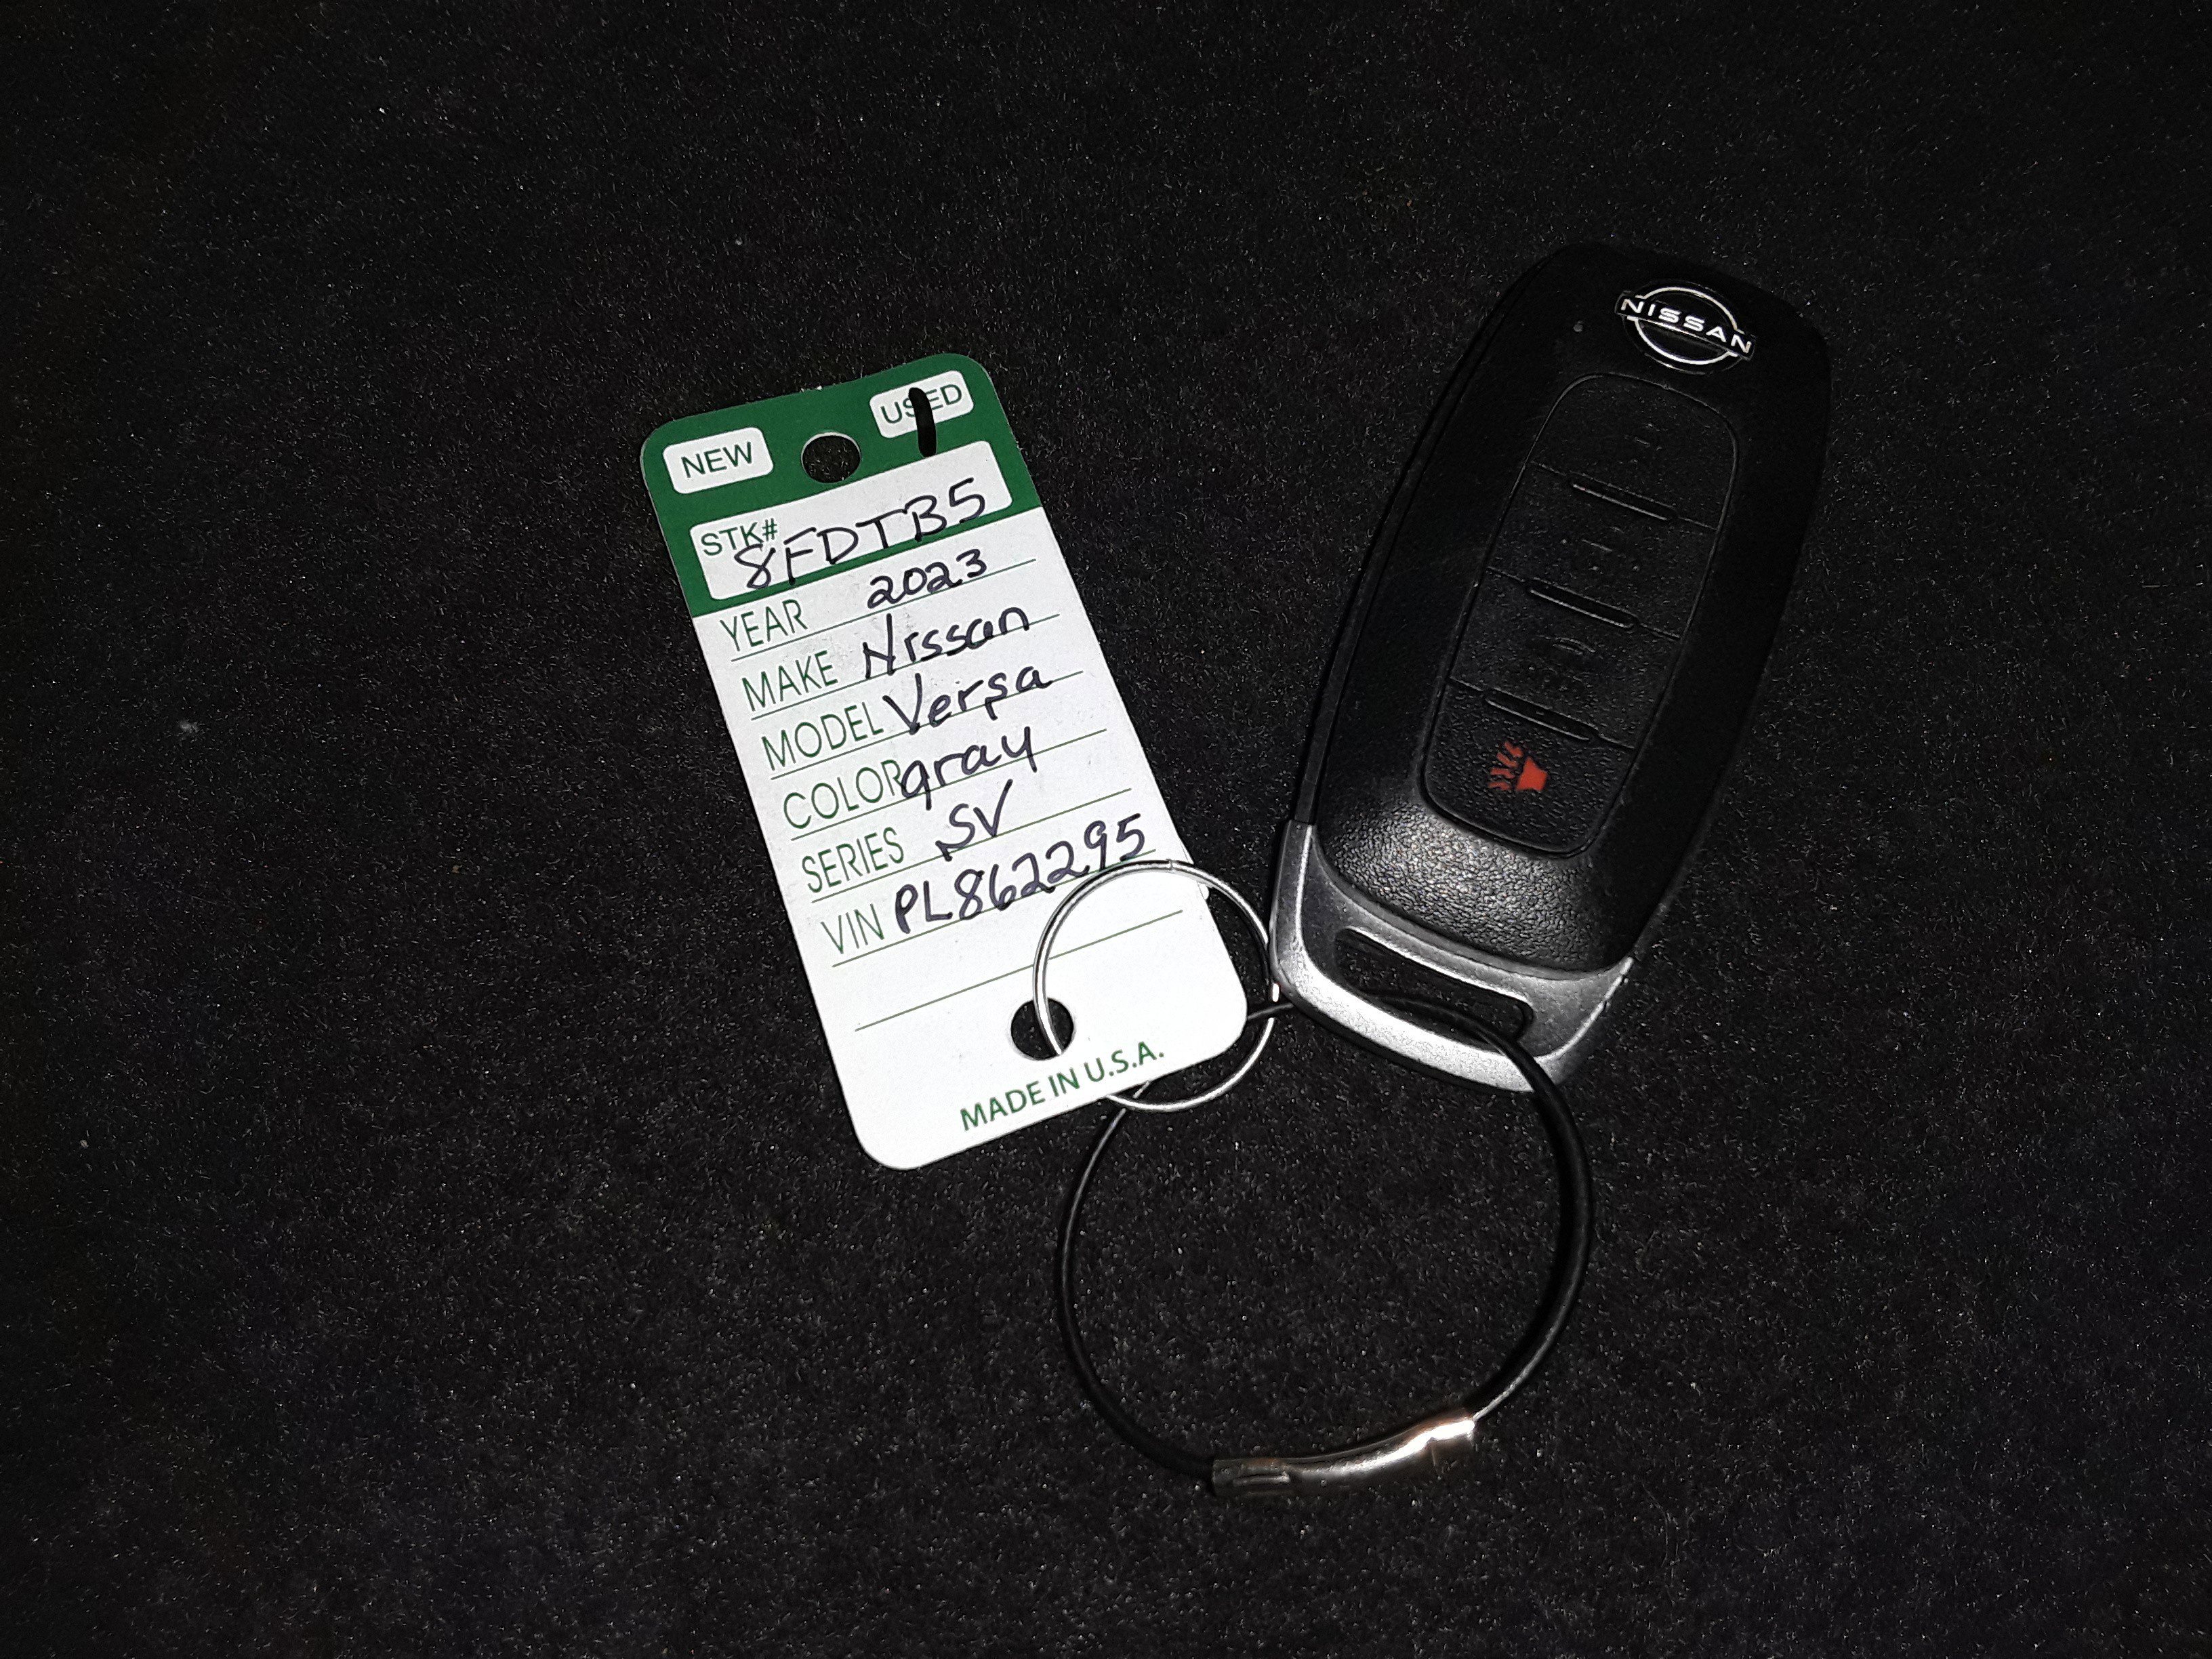 NEW USED
STK# 8FDTB5
YEAR 2023
MAKE Nissan
MODEL Versa
COLOR gray
SERIES SV
VIN PL862295
MADE IN U.S.A.
NISSAN